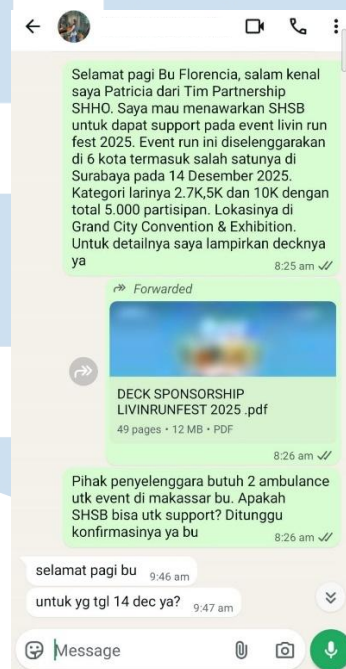 Selamat pagi Bu Florencia, salam kenal
saya Patricia dari Tim Partnership
SHHO. Saya mau menawarkan SHSB
untuk dapat support pada event livin run
fest 2025. Event run ini diselenggarakan
di 6 kota termasuk salah satunya di
Surabaya pada 14 Desember 2025.
Kategori larinya 2.7K,5K dan 10K dengan
total 5.000 partisipan. Lokasinya di
Grand City Convention & Exhibition.
Untuk detailnya saya lampirkan decknya
ya
8:25 am
Forwarded
DECK SPONSORSHIP
LIVINRUNFEST 2025 .pdf
49 pages • 12 MB • PDF
8:26 am
Pihak penyelenggara butuh 2 ambulance
utk event di makassar bu. Apakah
SHSB bisa utk support? Ditunggu
konfirmasinya ya bu
8:26 am
selamat pagi bu 9:46 am
untuk yg tgl 14 dec ya? 9:47 am
Message